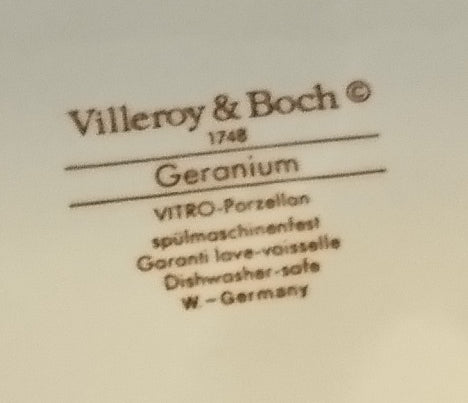 Villeroy & Boch ©
1748
Geranium
VITRO-Porzellan
spülmaschinenfest
Garanti lave-vaisselle
Dishwasher-safe
W.-Germany